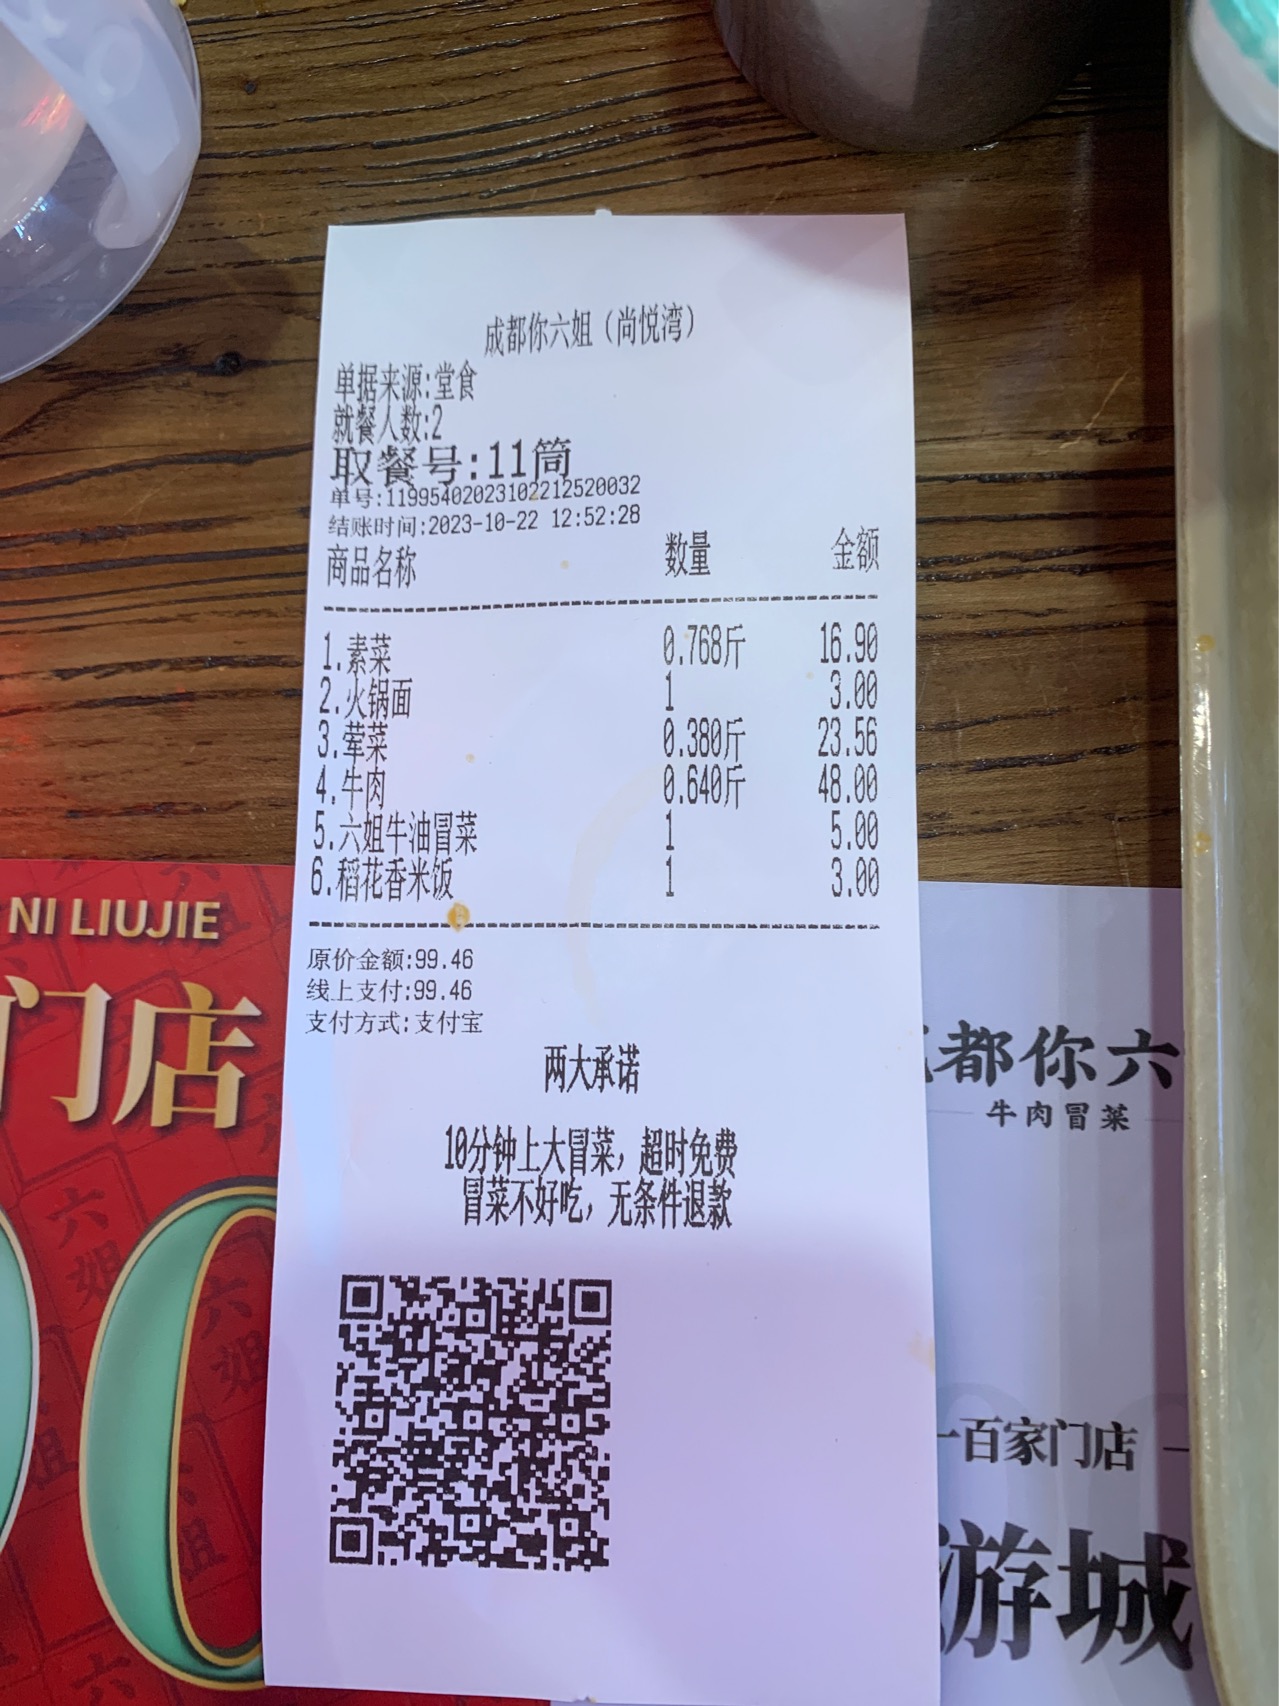 成都你六姐（尚悦湾）
单据来源:堂食
就餐人数:2
取餐号:11筒
单号:11995402023102212520032
结账时间:2023-10-22 12:52:28
商品名称 数量 金额
1.素菜 0.768斤 16.90
2.火锅面 1 3.00
3.荤菜 0.380斤 23.56
4.牛肉 0.640斤 48.00
5.六姐牛油冒菜 1 5.00
6.稻花香米饭 1 3.00
原价金额:99.46
线上支付:99.46
支付方式:支付宝
两大承诺
10分钟上大冒菜，超时免费
冒菜不好吃，无条件退款
NI LIUJIE
门店
都你六
牛肉冒菜
百家门店
游城
六姐
六姐